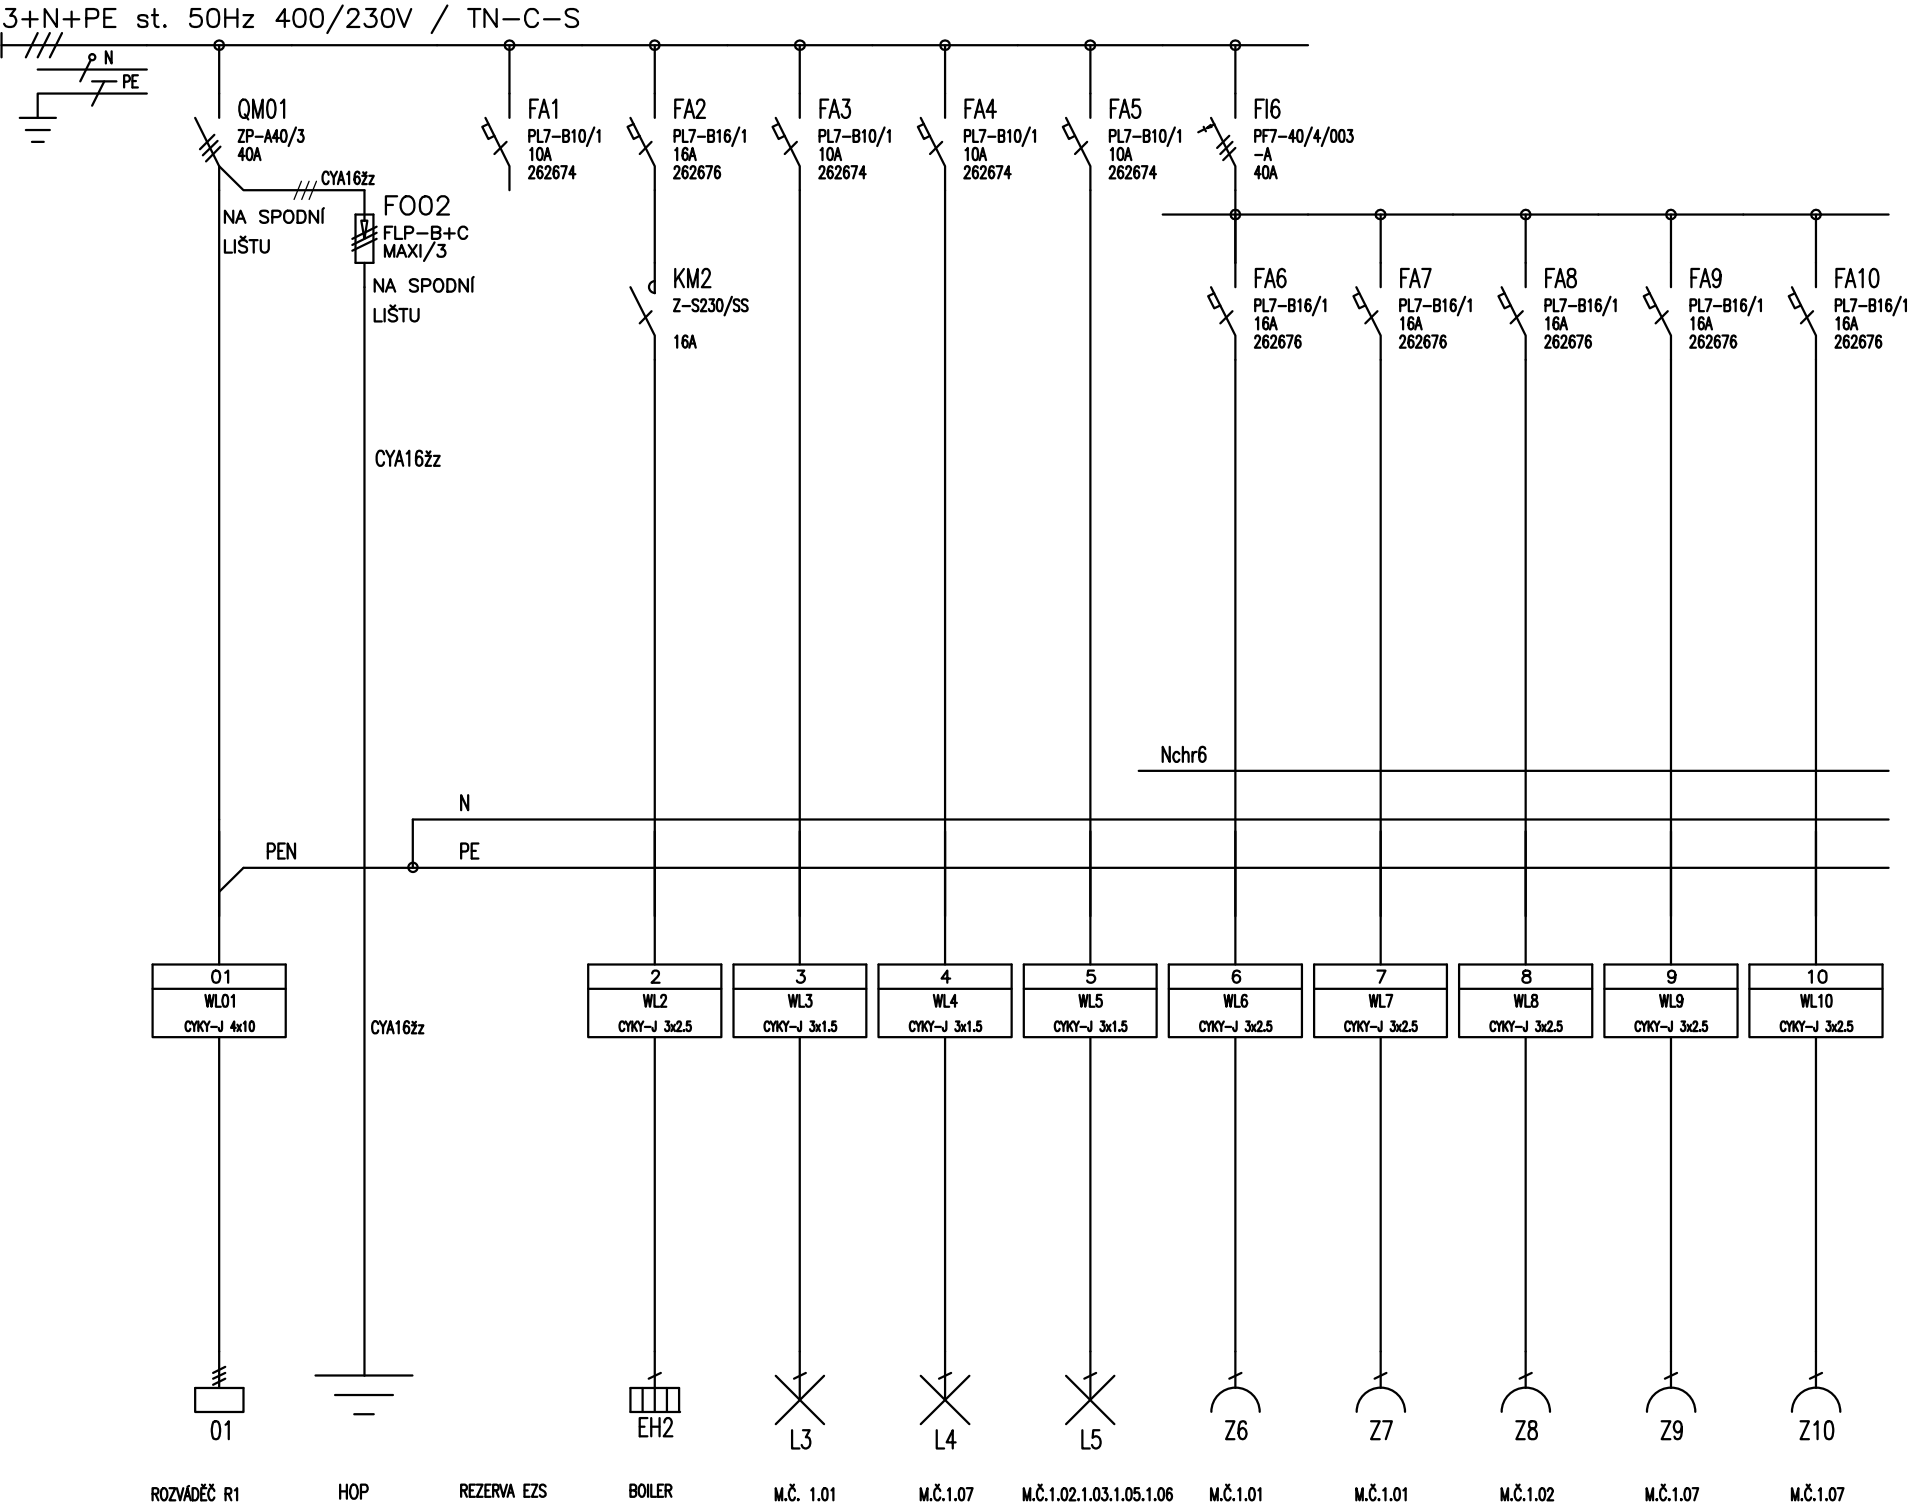 3+N+PE st. 50Hz 400/230V / TN-C-S
N
PE
QM01
ZP-A40/3
40A
CYA16žz
NA SPODNÍ
LIŠTU
FO02
FLP-B+C
MAXI/3
NA SPODNÍ
LIŠTU
FA1
PL7-B10/1
10A
262674
FA2
PL7-B16/1
16A
262676
KM2
Z-S230/SS
16A
FA3
PL7-B10/1
10A
262674
FA4
PL7-B10/1
10A
262674
FA5
PL7-B10/1
10A
262674
FI6
PF7-40/4/003
-A
40A
FA6
PL7-B16/1
16A
262676
FA7
PL7-B16/1
16A
262676
FA8
PL7-B16/1
16A
262676
FA9
PL7-B16/1
16A
262676
FA10
PL7-B16/1
16A
262676
CYA16žz
Nchr6
N
PEN
PE
01
WL01
CYKY-J 4x10
CYA16žz
2
WL2
CYKY-J 3x2.5
3
WL3
CYKY-J 3x1.5
4
WL4
CYKY-J 3x1.5
5
WL5
CYKY-J 3x1.5
6
WL6
CYKY-J 3x2.5
7
WL7
CYKY-J 3x2.5
8
WL8
CYKY-J 3x2.5
9
WL9
CYKY-J 3x2.5
10
WL10
CYKY-J 3x2.5
01
EH2
L3
L4
L5
Z6
Z7
Z8
Z9
Z10
ROZVÁDĚČ R1
HOP
REZERVA EZS
BOILER
M.Č. 1.01
M.Č.1.07
M.Č.1.02.1.03.1.05.1.06
M.Č.1.01
M.Č.1.01
M.Č.1.02
M.Č.1.07
M.Č.1.07